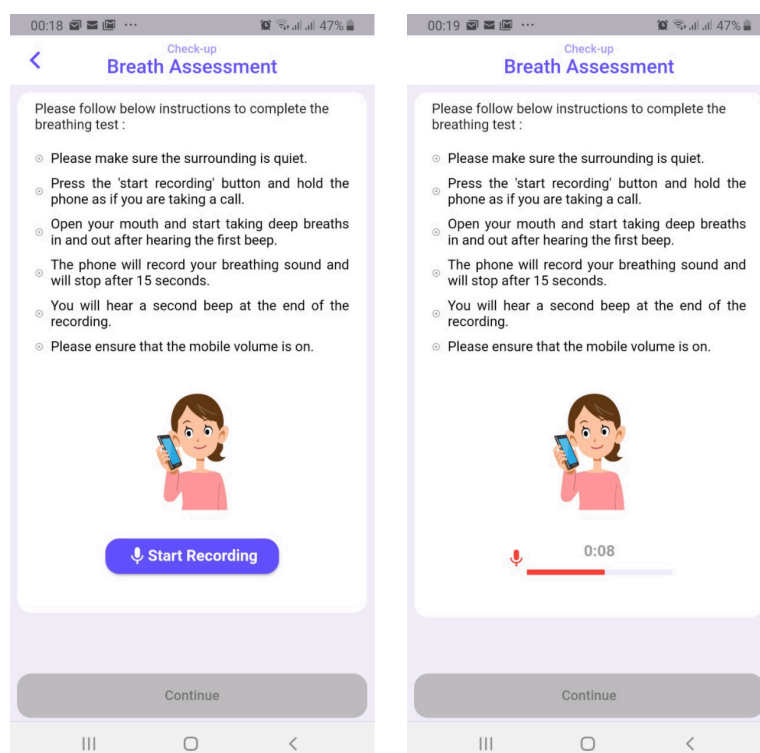 00:18
47%
Check-up
Breath Assessment
Please follow below instructions to complete the
breathing test :
Please make sure the surrounding is quiet.
Press the 'start recording' button and hold the
phone as if you are taking a call.
Open your mouth and start taking deep breaths
in and out after hearing the first beep.
The phone will record your breathing sound and
will stop after 15 seconds.
You will hear a second beep at the end of the
recording.
Please ensure that the mobile volume is on.
Start Recording
Continue
00:19
47%
Check-up
Breath Assessment
Please follow below instructions to complete the
breathing test :
Please make sure the surrounding is quiet.
Press the 'start recording' button and hold the
phone as if you are taking a call.
Open your mouth and start taking deep breaths
in and out after hearing the first beep.
The phone will record your breathing sound and
will stop after 15 seconds.
You will hear a second beep at the end of the
recording.
Please ensure that the mobile volume is on.
0:08
Continue